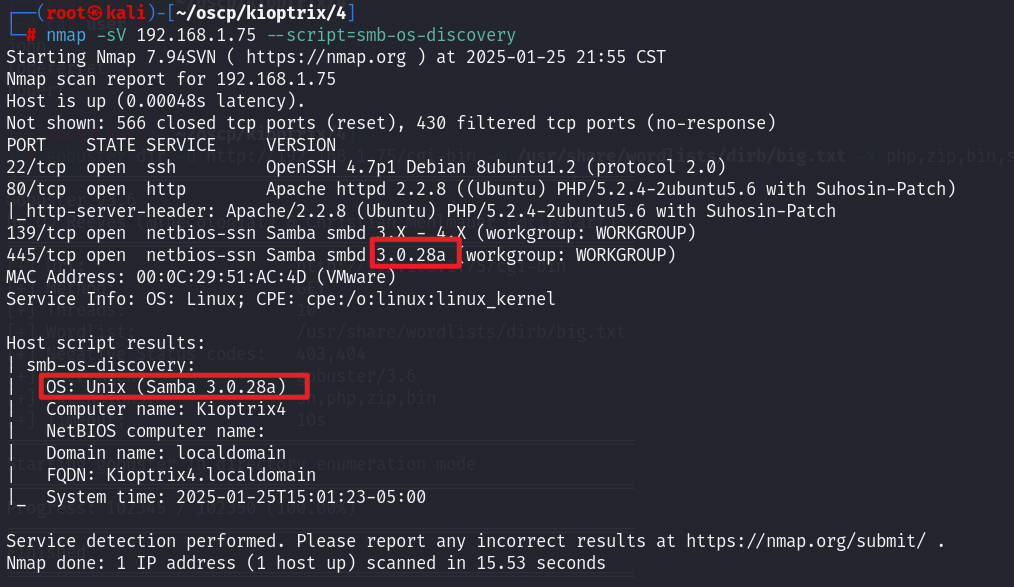 ┌──(root㉿kali)-[~/oscp/kioptrix/4]
└─# nmap -sV 192.168.1.75 --script=smb-os-discovery
Starting Nmap 7.94SVN ( https://nmap.org ) at 2025-01-25 21:55 CST
Nmap scan report for 192.168.1.75
Host is up (0.00048s latency).
Not shown: 566 closed tcp ports (reset), 430 filtered tcp ports (no-response)
PORT    STATE SERVICE     VERSION
22/tcp  open  ssh         OpenSSH 4.7p1 Debian 8ubuntu1.2 (protocol 2.0)
80/tcp  open  http        Apache httpd 2.2.8 ((Ubuntu) PHP/5.2.4-2ubuntu5.6 with Suhosin-Patch)
|_http-server-header: Apache/2.2.8 (Ubuntu) PHP/5.2.4-2ubuntu5.6 with Suhosin-Patch
139/tcp open  netbios-ssn Samba smbd 3.X - 4.X (workgroup: WORKGROUP)
445/tcp open  netbios-ssn Samba smbd 3.0.28a (workgroup: WORKGROUP)
MAC Address: 00:0C:29:51:AC:4D (VMware)
Service Info: OS: Linux; CPE: cpe:/o:linux:linux_kernel

Host script results:
| smb-os-discovery:
|   OS: Unix (Samba 3.0.28a)
|   Computer name: Kioptrix4
|   NetBIOS computer name:
|   Domain name: localdomain
|   FQDN: Kioptrix4.localdomain
|_  System time: 2025-01-25T15:01:23-05:00

Service detection performed. Please report any incorrect results at https://nmap.org/submit/ .
Nmap done: 1 IP address (1 host up) scanned in 15.53 seconds